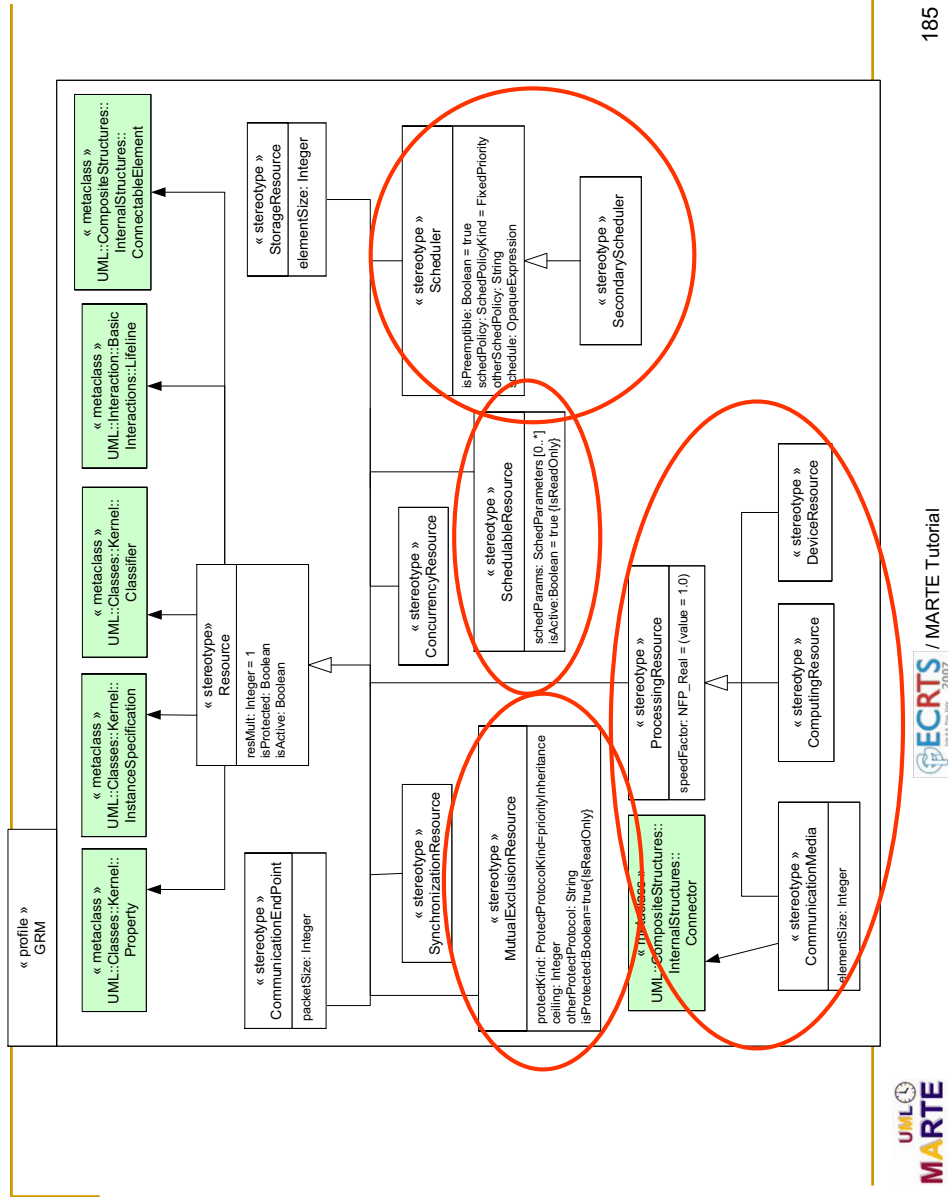 « profile »
GRM
« metaclass »
UML::Classes::Kernel::
Property
« metaclass »
UML::Classes::Kernel::
InstanceSpecification
« metaclass »
UML::Classes::Kernel::
Classifier
« metaclass »
UML::Interaction::Basic
Interactions::Lifeline
« metaclass »
UML::CompositeStructures::
InternalStructures::
ConnectableElement
« stereotype»
Resource
resMult: Integer = 1
isProtected: Boolean
isActive: Boolean
« stereotype »
CommunicationEndPoint
packetSize: Integer
« stereotype »
StorageResource
elementSize: Integer
« stereotype »
SynchronizationResource
« stereotype »
ConcurrencyResource
« stereotype »
Scheduler
isPreemptible: Boolean = true
schedPolicy: SchedPolicyKind = FixedPriority
otherSchedPolicy: String
schedule: OpaqueExpression
« stereotype »
MutualExclusionResource
protectKind: ProtectProtocolKind=priorityInheritance
ceiling: Integer
otherProtectProtocol: String
isProtected:Boolean=true{IsReadOnly}
« stereotype »
SchedulableResource
schedParams: SchedParameters [0..*]
isActive:Boolean = true {IsReadOnly}
« stereotype »
SecondaryScheduler
« metaclass »
UML::CompositeStructures::
InternalStructures::
Connector
« stereotype »
ProcessingResource
speedFactor: NFP_Real = (value = 1.0)
« stereotype »
CommunicationMedia
elementSize: Integer
« stereotype »
ComputingResource
« stereotype »
DeviceResource
UML
MARTE
ECRTS / MARTE Tutorial
2007
185